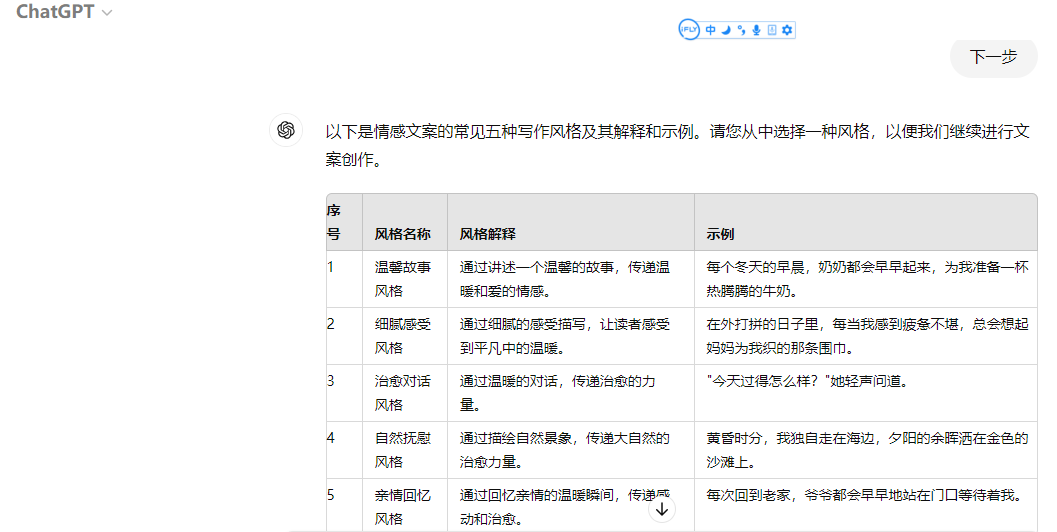 ChatGPT
iFLY 中
下一步
以下是情感文案的常见五种写作风格及其解释和示例。请您从中选择一种风格，以便我们继续进行文
案创作。
序
号 风格名称 风格解释 示例
1 温馨故事 通过讲述一个温馨的故事，传递温 每个冬天的早晨，奶奶都会早早起来，为我准备一杯
风格 暖和爱的情感。 热腾腾的牛奶。
2 细腻感受 通过细腻的感受描写，让读者感受 在外打拼的日子里，每当我感到疲惫不堪，总会想起
风格 到平凡中的温暖。 妈妈为我织的那条围巾。
3 治愈对话 通过温暖的对话，传递治愈的力 "今天过得怎么样？"她轻声问道。
风格 量。
4 自然抚慰 通过描绘自然景象，传递大自然的 黄昏时分，我独自走在海边，夕阳的余晖洒在金色的
风格 治愈力量。 沙滩上。
5 亲情回忆 通过回忆亲情的温暖瞬间，传递感 每次回到老家，爷爷都会早早地站在门口等待着我。
风格 动和治愈。